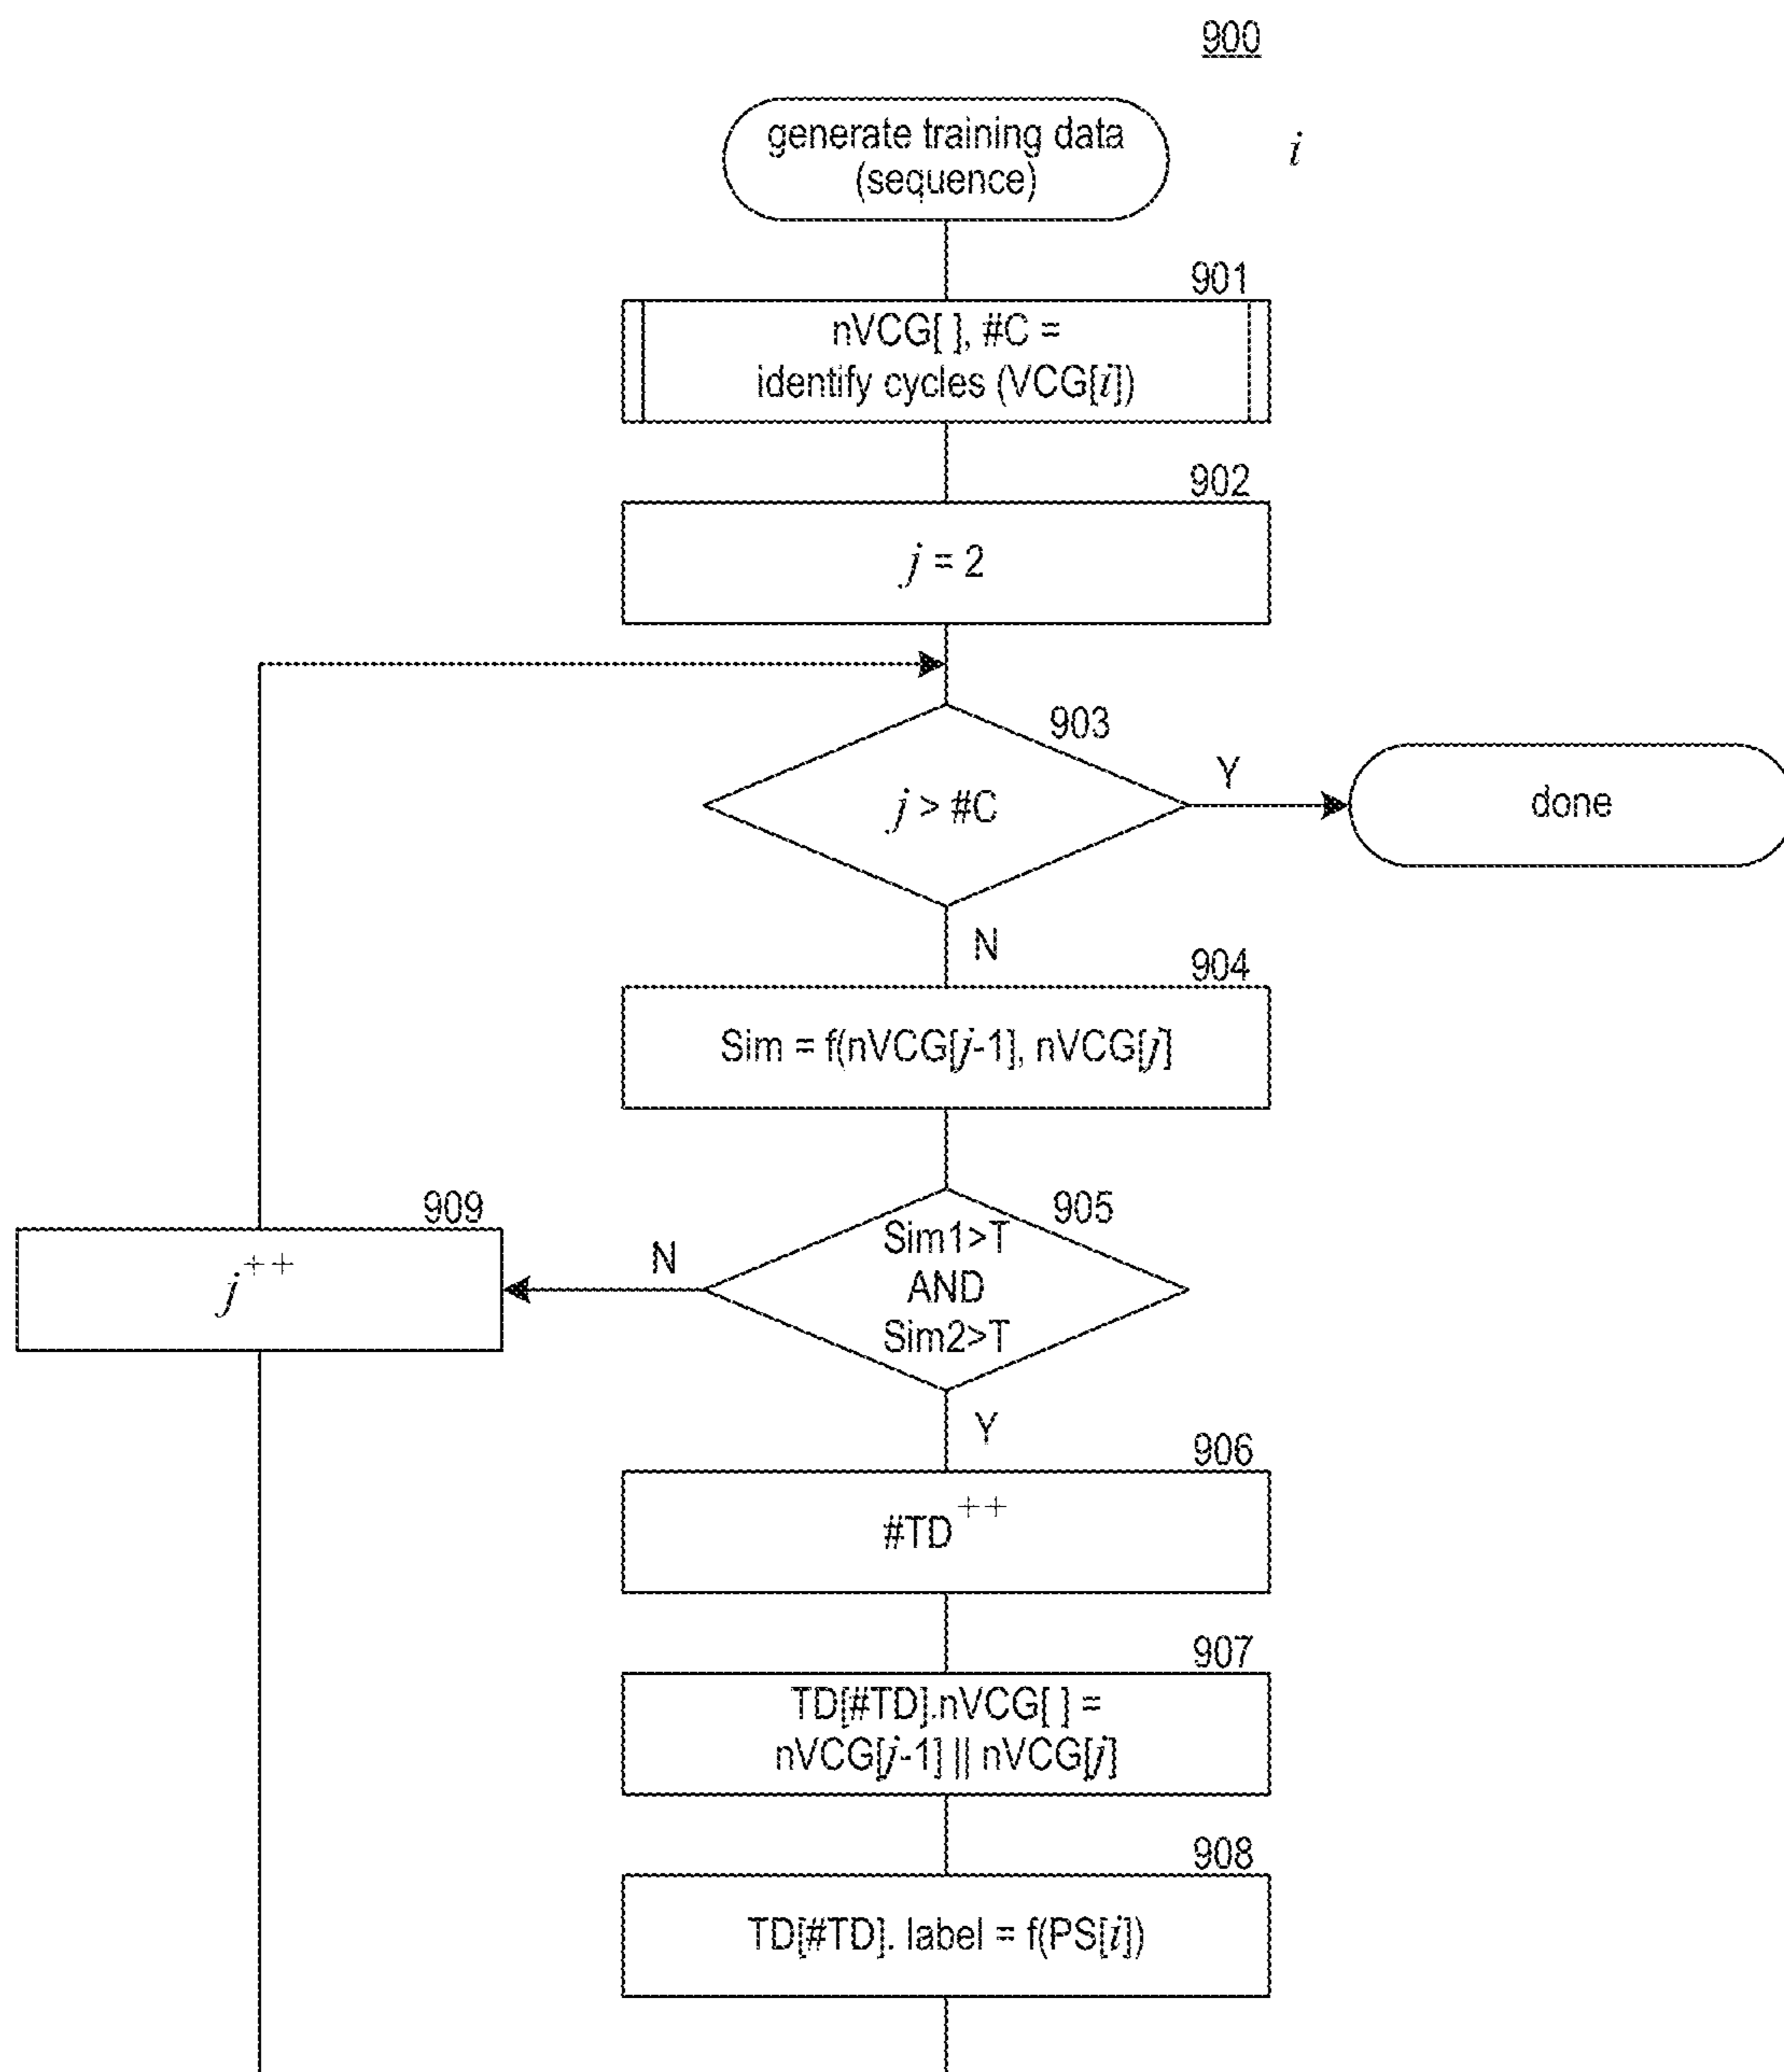 900
generate training data
(sequence)
i
901
nVCG[ ], #C =
identify cycles (VCG[i])
902
j = 2
903
j > #C
Y
done
N
904
Sim = f(nVCG[j-1], nVCG[j]
905
Sim1>T
AND
Sim2>T
N
909
j++
Y
906
#TD++
907
TD[#TD].nVCG[ ] =
nVCG[j-1] || nVCG[j]
908
TD[#TD]. label = f(PS[i])